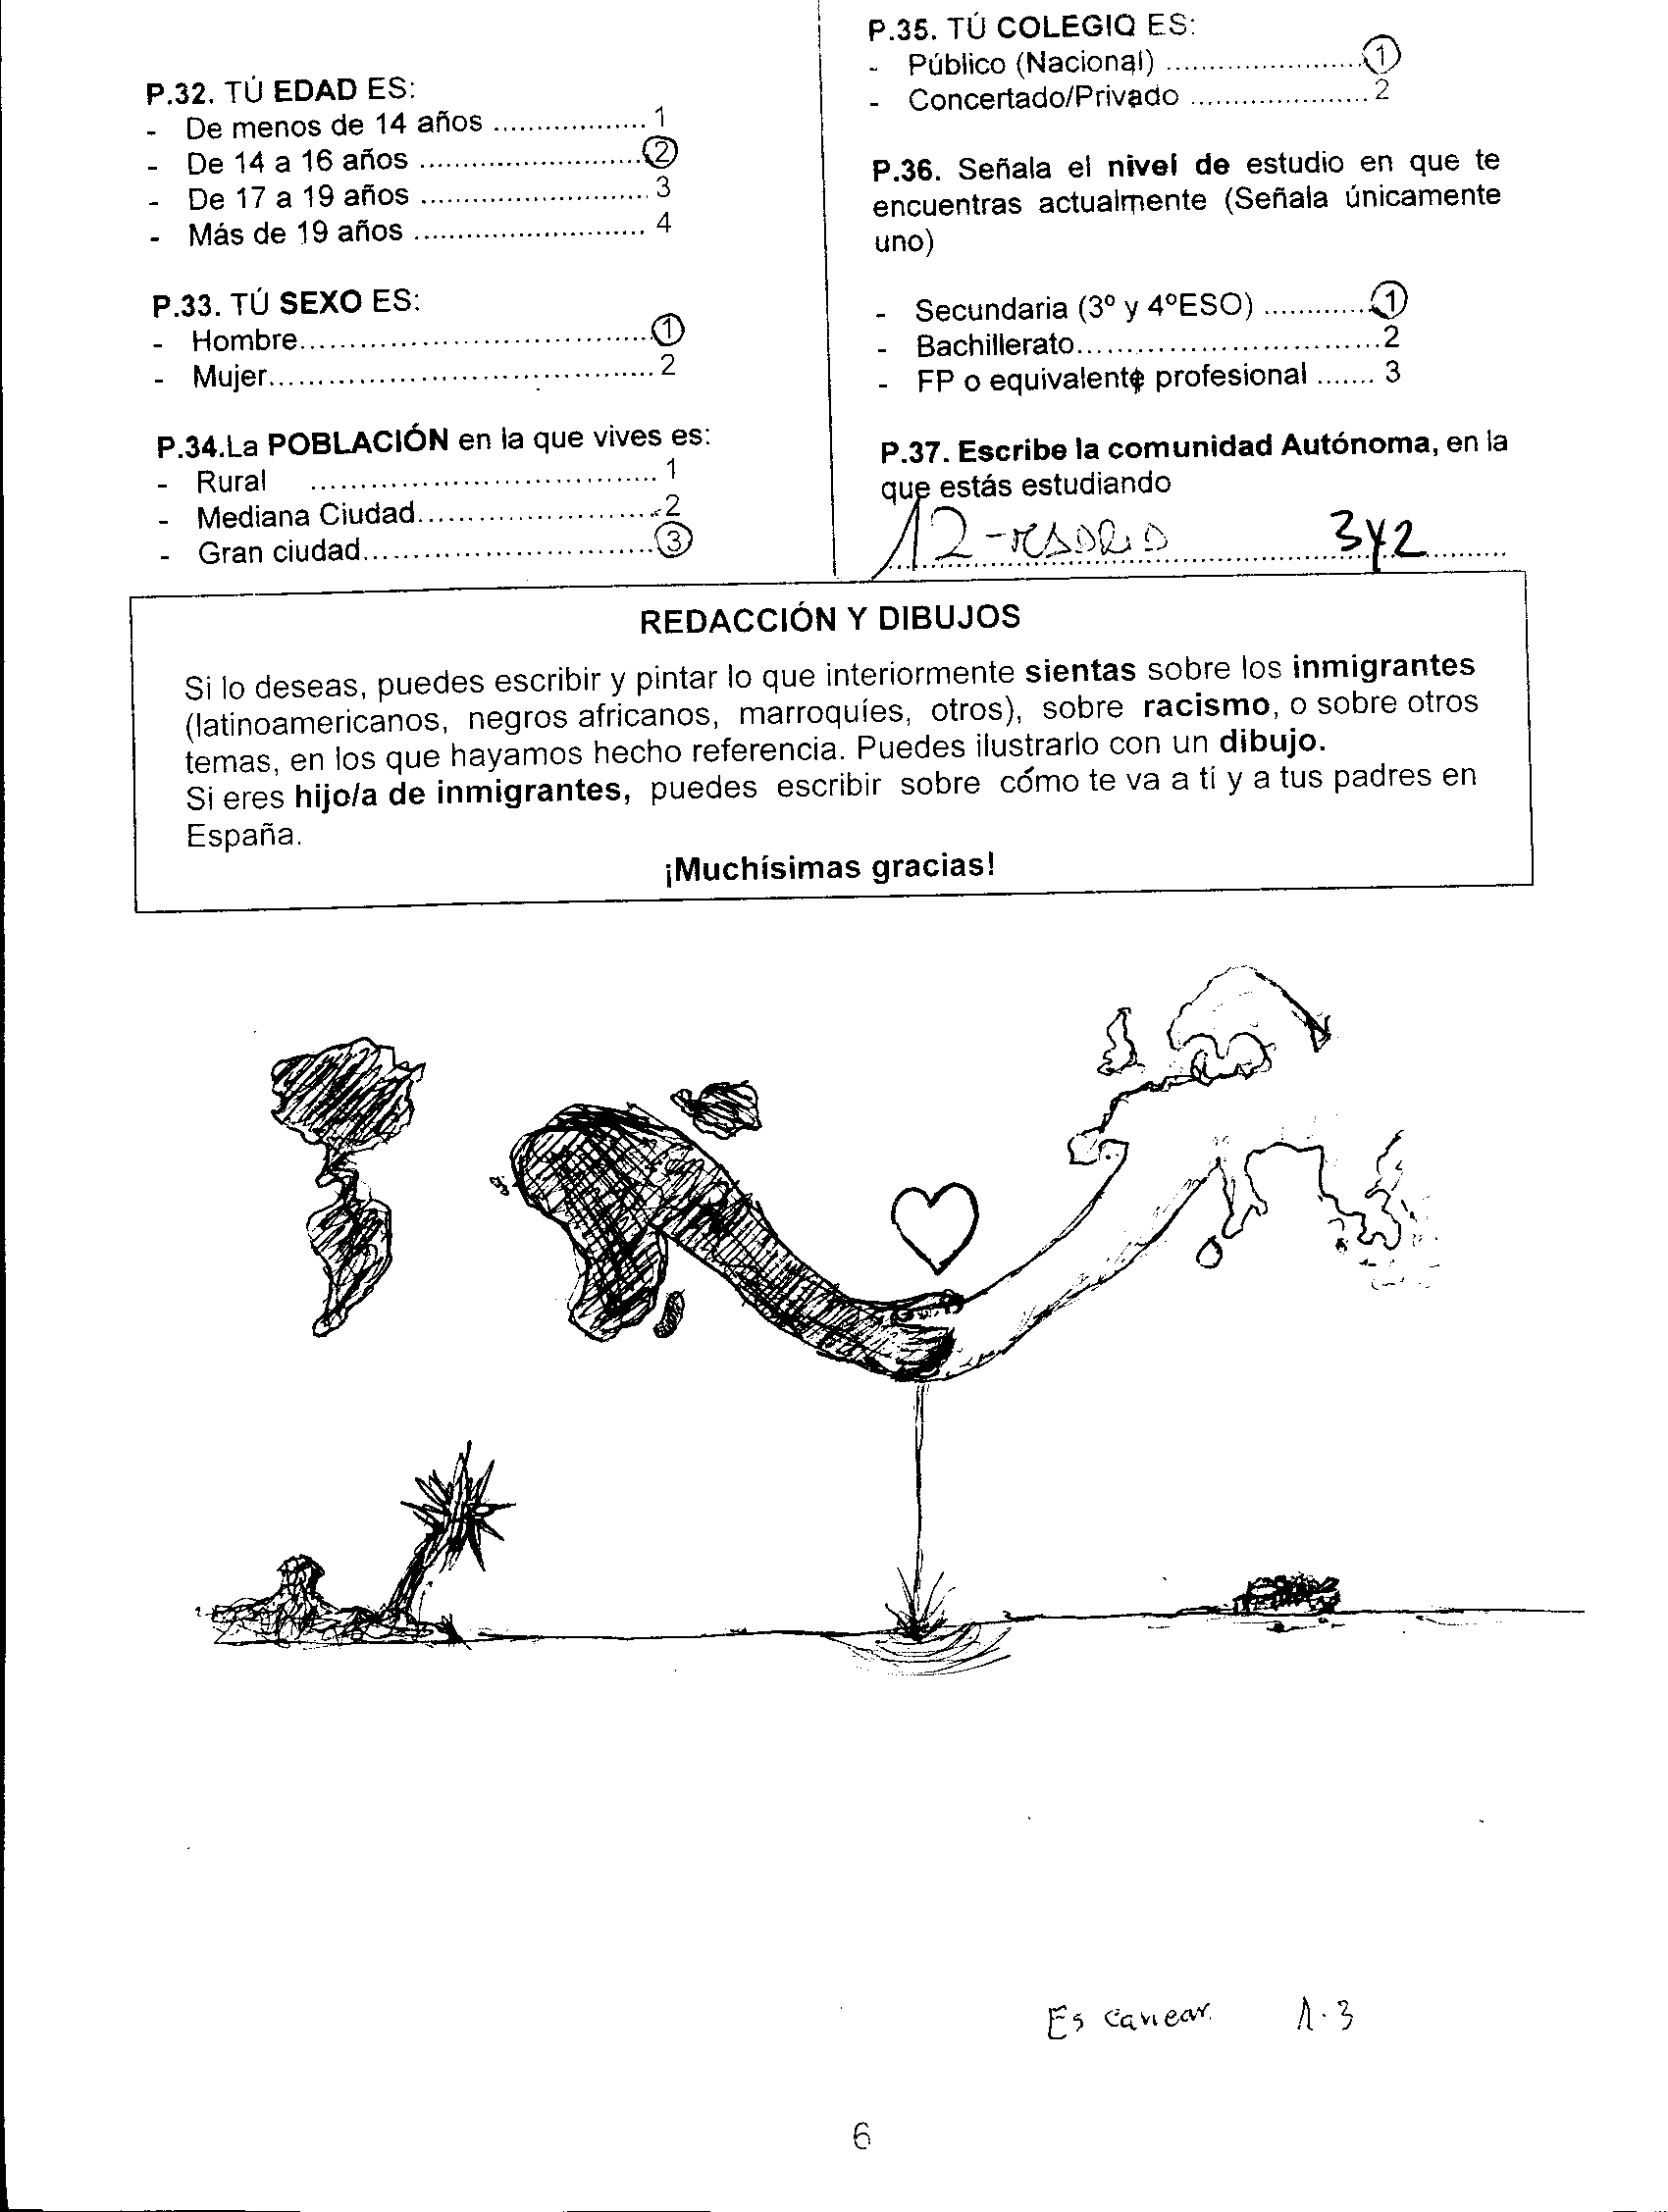 P.32. TÚ EDAD ES:
- De menos de 14 años .................. 1
- De 14 a 16 años .......................... 2
- De 17 a 19 años .......................... 3
- Más de 19 años ........................... 4
P.33. TÚ SEXO ES:
- Hombre.................................... 1
- Mujer....................................... 2
P.34.La POBLACIÓN en la que vives es:
- Rural ................................... 1
- Mediana Ciudad........................ 2
- Gran ciudad.............................. 3
P.35. TÚ COLEGIO ES:
- Público (Nacional) ...................... 1
- Concertado/Privado ..................... 2
P.36. Señala el nivel de estudio en que te
encuentras actualmente (Señala únicamente
uno)
- Secundaria (3º y 4ºESO) ............ 1
- Bachillerato............................... 2
- FP o equivalente profesional ....... 3
P.37. Escribe la comunidad Autónoma, en la
que estás estudiando
12- 342
REDACCIÓN Y DIBUJOS
Si lo deseas, puedes escribir y pintar lo que interiormente sientas sobre los inmigrantes
(latinoamericanos, negros africanos, marroquíes, otros), sobre racismo, o sobre otros
temas, en los que hayamos hecho referencia. Puedes ilustrarlo con un dibujo.
Si eres hijo/a de inmigrantes, puedes escribir sobre cómo te va a ti y a tus padres en
España.
¡Muchísimas gracias!
Escanear 1.3
6